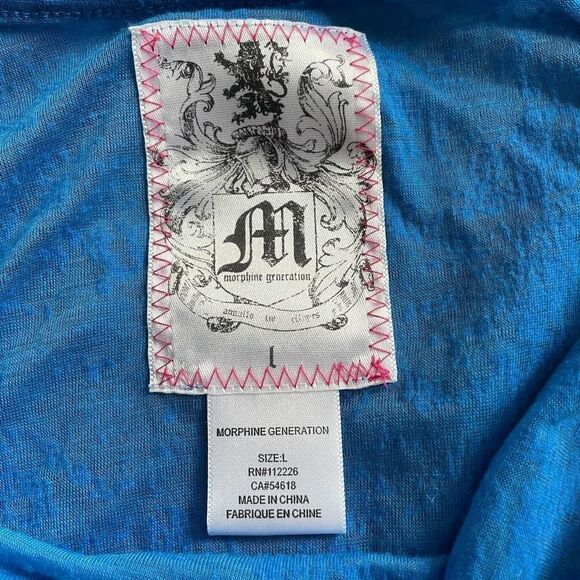 M
morphine generation
l
MORPHINE GENERATION
SIZE:L
RN#112226
CA#54618
MADE IN CHINA
FABRIQUE EN CHINE